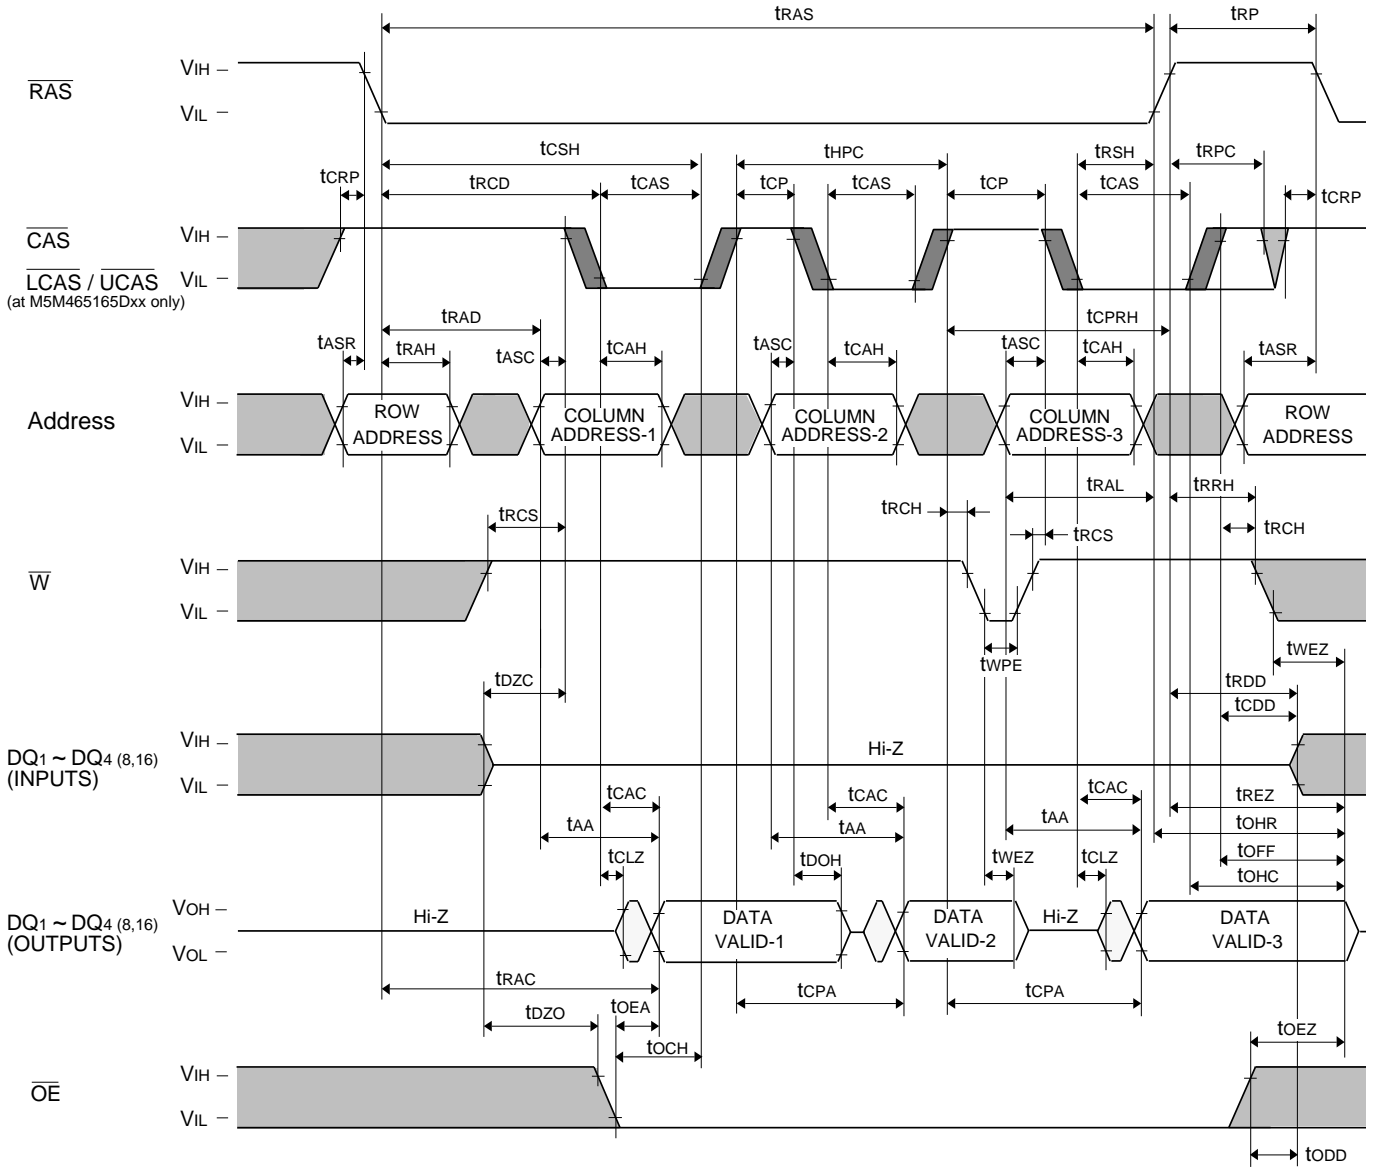 tRAS
tRP
RAS
VIH
VIL
tCSH
tHPC
tRSH
tRPC
tCRP
tRCD
tCAS
tCP
tCAS
tCP
tCAS
tCRP
CAS
VIH
LCAS / UCAS
VIL
(at M5M465165Dxx only)
tRAD
tCPRH
tASR
tRAH
tASC
tCAH
tASC
tCAH
tASC
tCAH
tASR
Address
VIH
VIL
ROW
ADDRESS
COLUMN
ADDRESS-1
COLUMN
ADDRESS-2
COLUMN
ADDRESS-3
ROW
ADDRESS
tRAL
tRRH
tRCH
tRCS
tRCS
tRCH
W
VIH
VIL
tWPE
tWEZ
tDZC
tRDD
tCDD
DQ1 ~ DQ4 (8,16)
(INPUTS)
VIH
VIL
Hi-Z
tCAC
tCAC
tCAC
tREZ
tAA
tAA
tAA
tOHR
tCLZ
tDOH
tWEZ
tCLZ
tOFF
tOHC
DQ1 ~ DQ4 (8,16)
(OUTPUTS)
VOH
VOL
Hi-Z
DATA
VALID-1
DATA
VALID-2
Hi-Z
DATA
VALID-3
tRAC
tCPA
tCPA
tDZO
tOEA
tOEZ
tOCH
OE
VIH
VIL
tODD